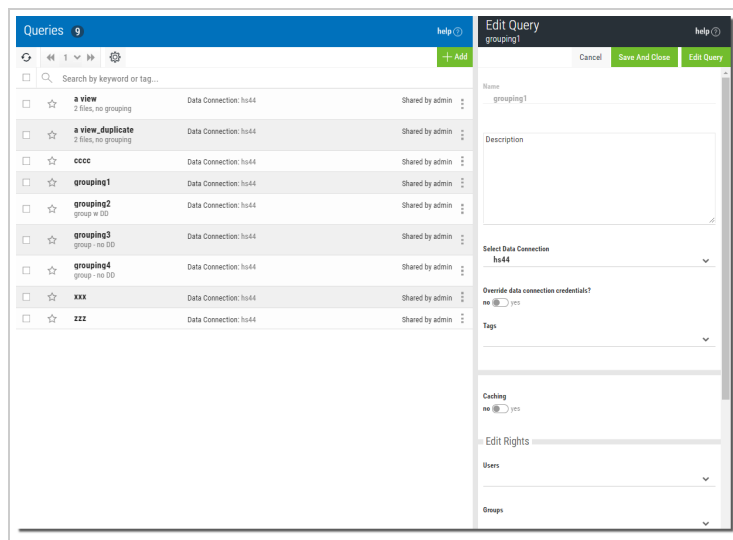 Queries 9 help ?
1
+ Add
Search by keyword or tag...
a view Data Connection: hs44 Shared by admin
2 files, no grouping
a view_duplicate Data Connection: hs44 Shared by admin
2 files, no grouping
cccc Data Connection: hs44 Shared by admin
grouping1 Data Connection: hs44 Shared by admin
grouping2 Data Connection: hs44 Shared by admin
group w DD
grouping3 Data Connection: hs44 Shared by admin
group - no DD
grouping4 Data Connection: hs44 Shared by admin
group - no DD
xxx Data Connection: hs44 Shared by admin
zzz Data Connection: hs44 Shared by admin
Edit Query help ?
grouping1
Cancel Save And Close Edit Query
Name
grouping1
Description
Select Data Connection
hs44
Override data connection credentials?
no yes
Tags
Caching
no yes
Edit Rights
Users
Groups